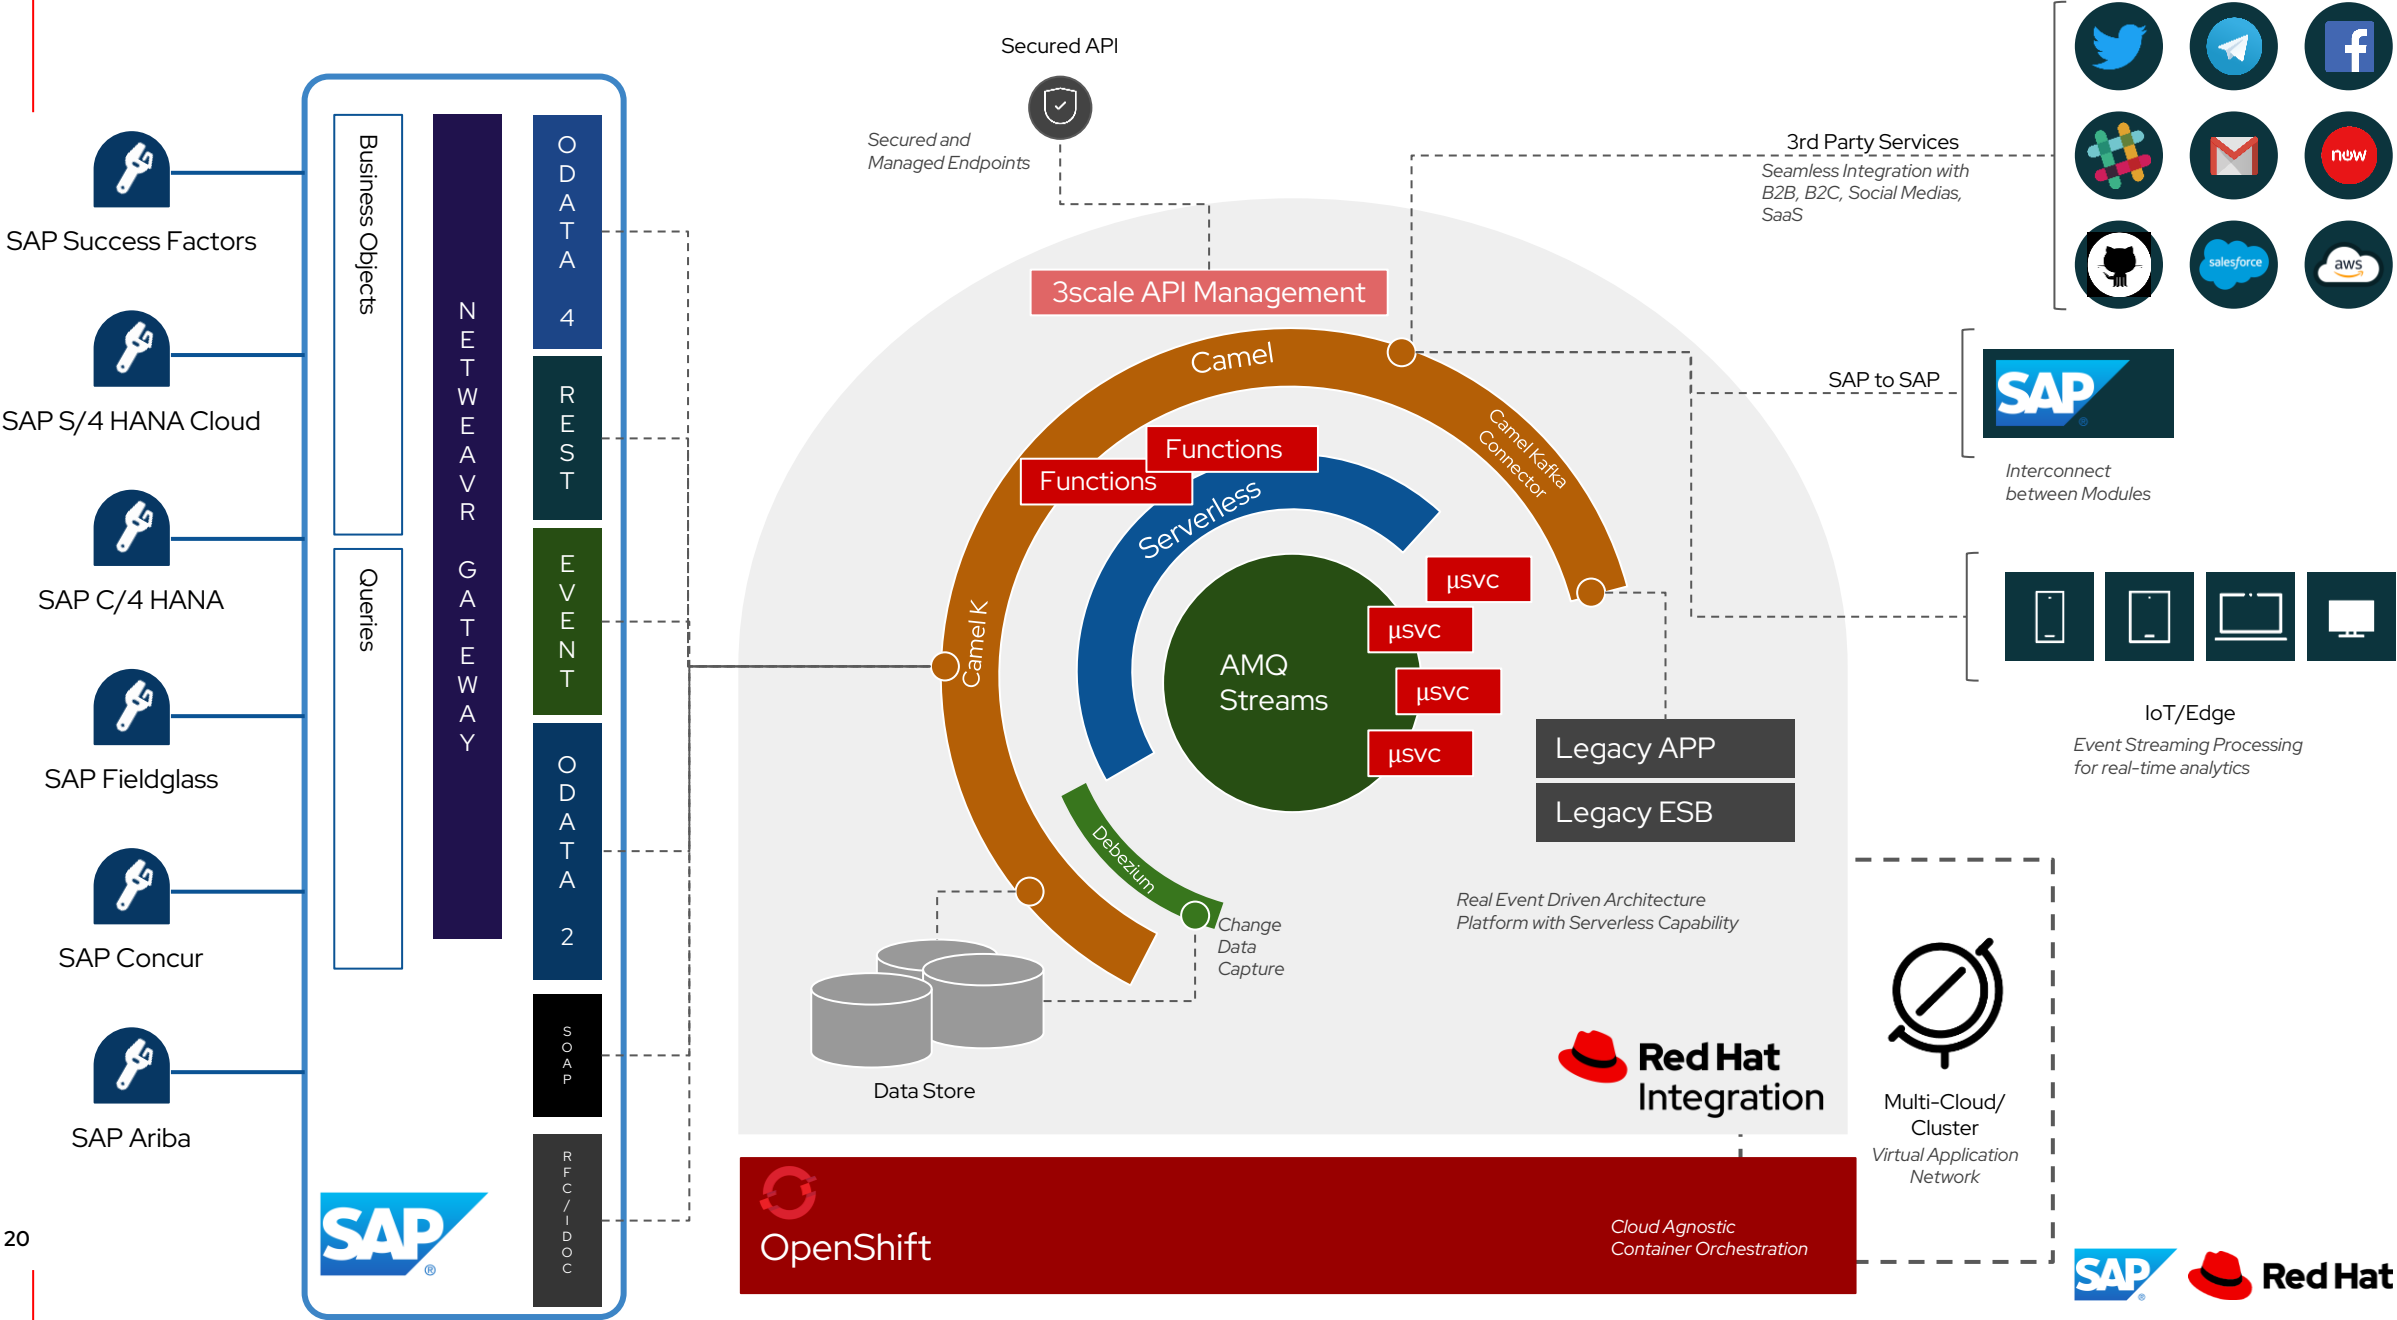 Secured API
Secured and
Managed Endpoints
3rd Party Services
Seamless Integration with
B2B, B2C, Social Medias,
SaaS
now
salesforce
aws
SAP Success Factors
SAP S/4 HANA Cloud
SAP C/4 HANA
SAP Fieldglass
SAP Concur
SAP Ariba
Business Objects
Queries
NETWEAVR GATEWAY
ODATA 4
REST
EVENT
ODATA 2
SOAP
RFC/IDOC
SAP®
3scale API Management
Camel
Camel Kafka
Connector
Functions
Functions
Serverless
Camel K
AMQ
Streams
µsvc
µsvc
µsvc
µsvc
Legacy APP
Legacy ESB
Debezium
Change
Data
Capture
Real Event Driven Architecture
Platform with Serverless Capability
Data Store
Red Hat
Integration
SAP to SAP
SAP®
Interconnect
between Modules
IoT/Edge
Event Streaming Processing
for real-time analytics
Multi-Cloud/
Cluster
Virtual Application
Network
OpenShift
Cloud Agnostic
Container Orchestration
20
SAP®
Red Hat